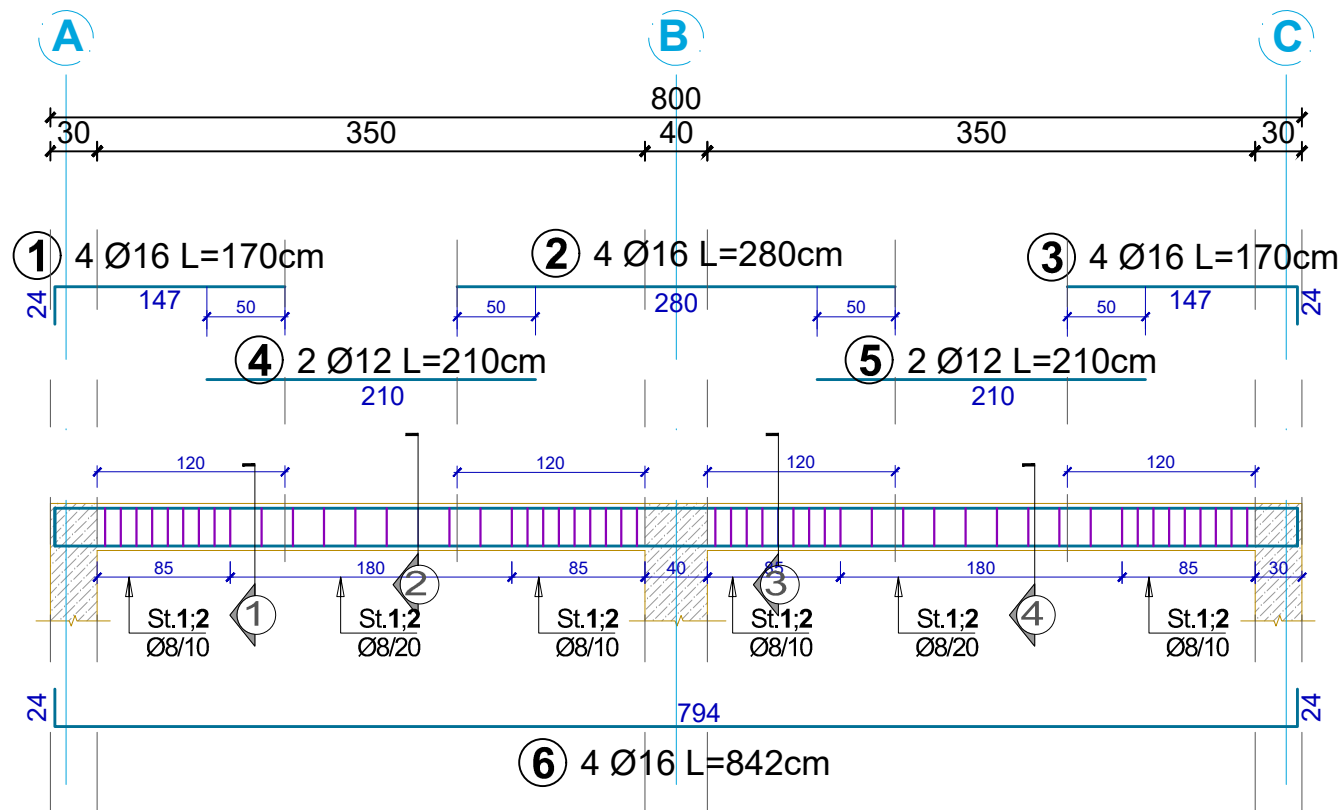 A B C
800
30 350 40 350 30
1 4 Ø16 L=170cm 2 4 Ø16 L=280cm 3 4 Ø16 L=170cm
24 147 280 147 24
50 50 50 50
4 2 Ø12 L=210cm 5 2 Ø12 L=210cm
210 210
120 120 120 120
85 180 85 40 85 180 85 30
1 2 3 4
St.1;2 St.1;2 St.1;2 St.1;2 St.1;2 St.1;2
Ø8/10 Ø8/20 Ø8/10 Ø8/10 Ø8/20 Ø8/10
24 794 24
6 4 Ø16 L=842cm